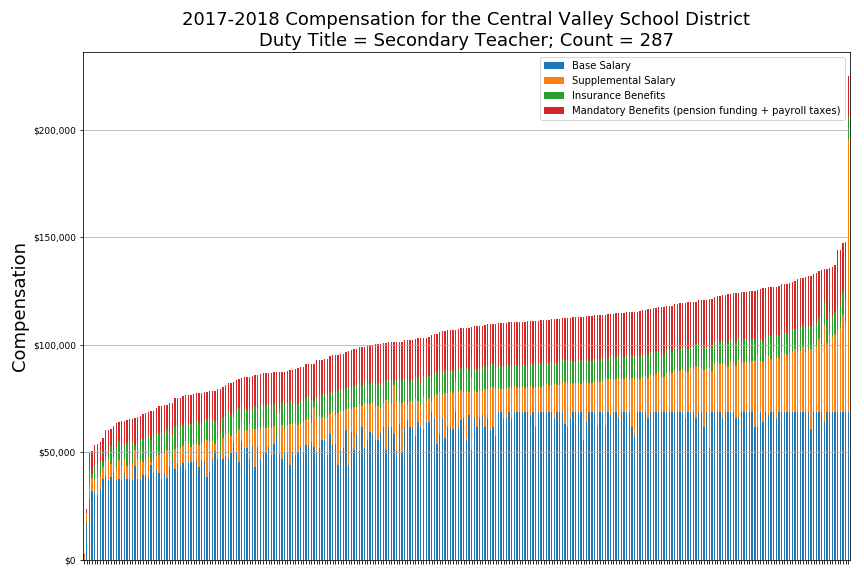 2017-2018 Compensation for the Central Valley School District
Duty Title = Secondary Teacher; Count = 287
Base Salary
Supplemental Salary
Insurance Benefits
Mandatory Benefits (pension funding + payroll taxes)
$200,000
$150,000
$100,000
$50,000
$0
Compensation